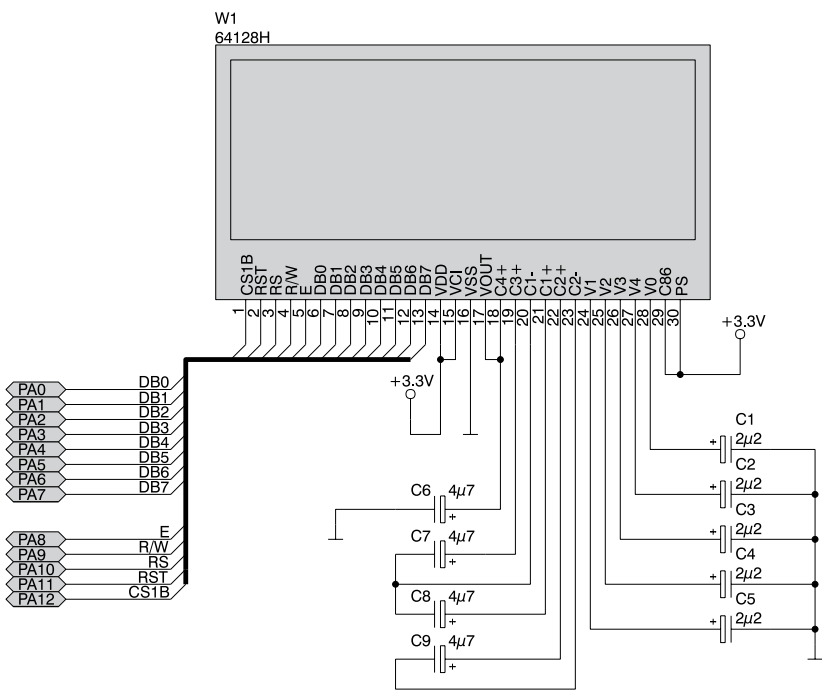 W1
64128H
CS1B
RST
RS
R/W
E
DB0
DB1
DB2
DB3
DB4
DB5
DB6
DB7
VDD
VCI
VSS
VOUT
C4+
C3+
C1-
C1+
C2+
C2-
V1
V2
V3
V4
V0
C86
PS
1
2
3
4
5
6
7
8
9
10
11
12
13
14
15
16
17
18
19
20
21
22
23
24
25
26
27
28
29
30
+3.3V
+3.3V
PA0 DB0
PA1 DB1
PA2 DB2
PA3 DB3
PA4 DB4
PA5 DB5
PA6 DB6
PA7 DB7
PA8 E
PA9 R/W
PA10 RS
PA11 RST
PA12 CS1B
C6 4µ7
+
C7 4µ7
+
C8 4µ7
+
C9 4µ7
+
C1
+ 2µ2
C2
+ 2µ2
C3
+ 2µ2
C4
+ 2µ2
C5
+ 2µ2